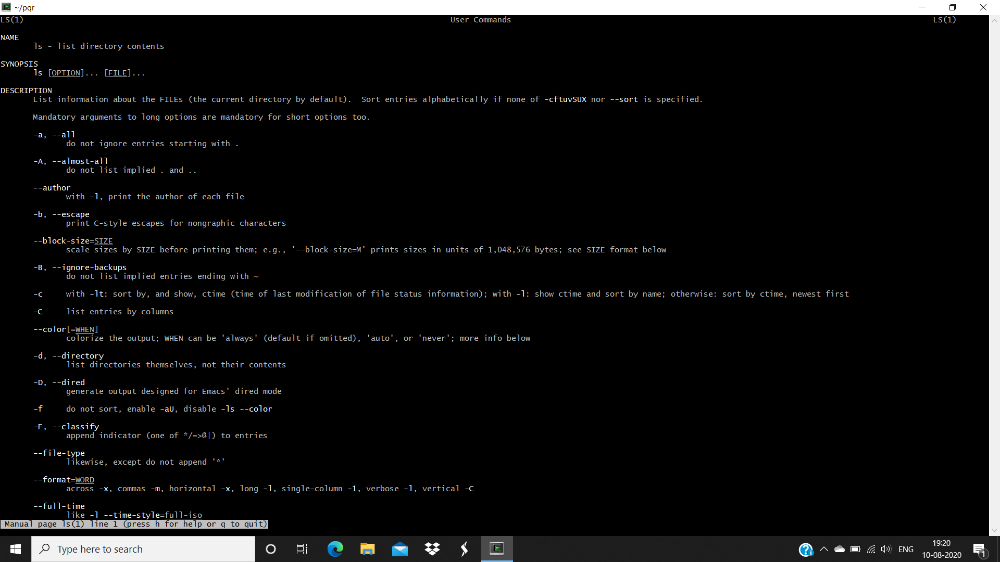 ~/pqr
LS(1) User Commands LS(1)
NAME
ls - list directory contents
SYNOPSIS
ls [OPTION]... [FILE]...
DESCRIPTION
List information about the FILEs (the current directory by default). Sort entries alphabetically if none of -cftuvSUX nor --sort is specified.
Mandatory arguments to long options are mandatory for short options too.
-a, --all
do not ignore entries starting with .
-A, --almost-all
do not list implied . and ..
--author
with -l, print the author of each file
-b, --escape
print C-style escapes for nongraphic characters
--block-size=SIZE
scale sizes by SIZE before printing them; e.g., '--block-size=M' prints sizes in units of 1,048,576 bytes; see SIZE format below
-B, --ignore-backups
do not list implied entries ending with ~
-c with -lt: sort by, and show, ctime (time of last modification of file status information); with -l: show ctime and sort by name; otherwise: sort by ctime, newest first
-C list entries by columns
--color[=WHEN]
colorize the output; WHEN can be 'always' (default if omitted), 'auto', or 'never'; more info below
-d, --directory
list directories themselves, not their contents
-D, --dired
generate output designed for Emacs' dired mode
-f do not sort, enable -aU, disable -ls --color
-F, --classify
append indicator (one of */=>@|) to entries
--file-type
likewise, except do not append '*'
--format=WORD
across -x, commas -m, horizontal -x, long -l, single-column -1, verbose -l, vertical -C
--full-time
like -l --time-style=full-iso
Manual page ls(1) line 1 (press h for help or q to quit)
Type here to search
ENG
19:20
10-08-2020
1